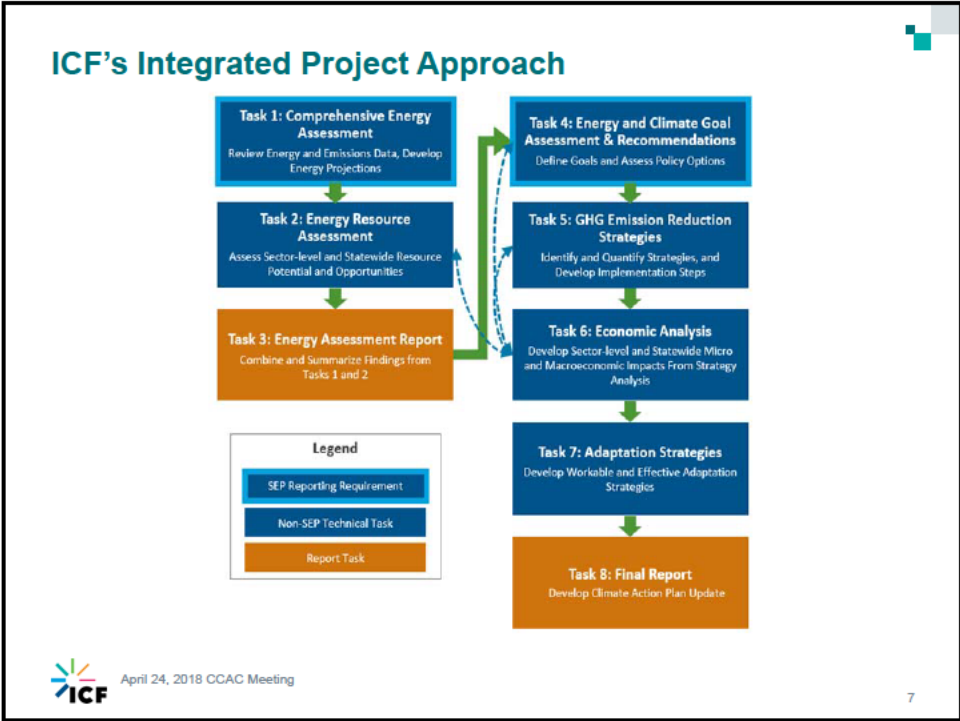 ICF's Integrated Project Approach
Task 1: Comprehensive Energy
Assessment
Review Energy and Emissions Data, Develop
Energy Projections
Task 2: Energy Resource
Assessment
Assess Sector-level and Statewide Resource
Potential and Opportunities
Task 3: Energy Assessment Report
Combine and Summarize Findings from
Tasks 1 and 2
Task 4: Energy and Climate Goal
Assessment & Recommendations
Define Goals and Assess Policy Options
Task 5: GHG Emission Reduction
Strategies
Identify and Quantify Strategies, and
Develop Implementation Steps
Task 6: Economic Analysis
Develop Sector-level and Statewide Micro
and Macroeconomic Impacts From Strategy
Analysis
Task 7: Adaptation Strategies
Develop Workable and Effective Adaptation
Strategies
Task 8: Final Report
Develop Climate Action Plan Update
Legend
SEP Reporting Requirement
Non-SEP Technical Task
Report Task
ICF
April 24, 2018 CCAC Meeting
7